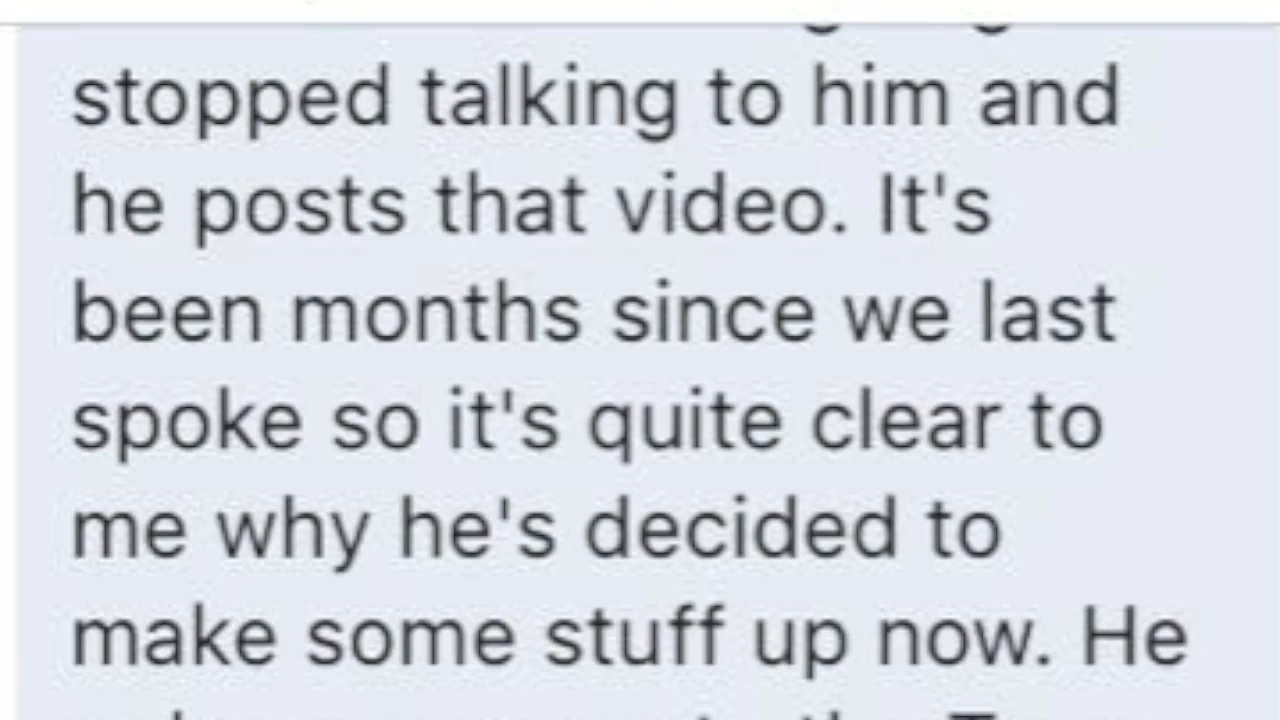 stopped talking to him and
he posts that video. It's
been months since we last
spoke so it's quite clear to
me why he's decided to
make some stuff up now. He